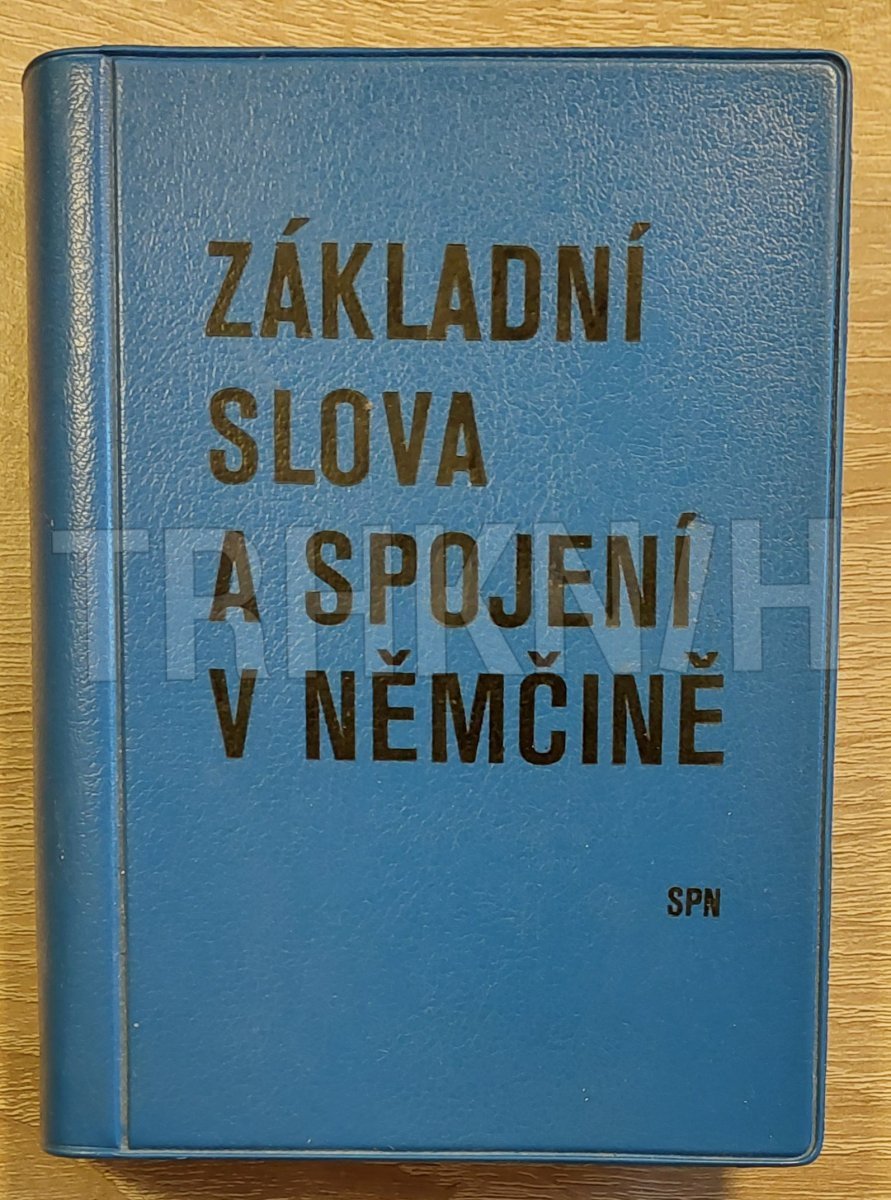 ZÁKLADNÍ
SLOVA
A SPOJENÍ
V NĚMČINĚ
SPN